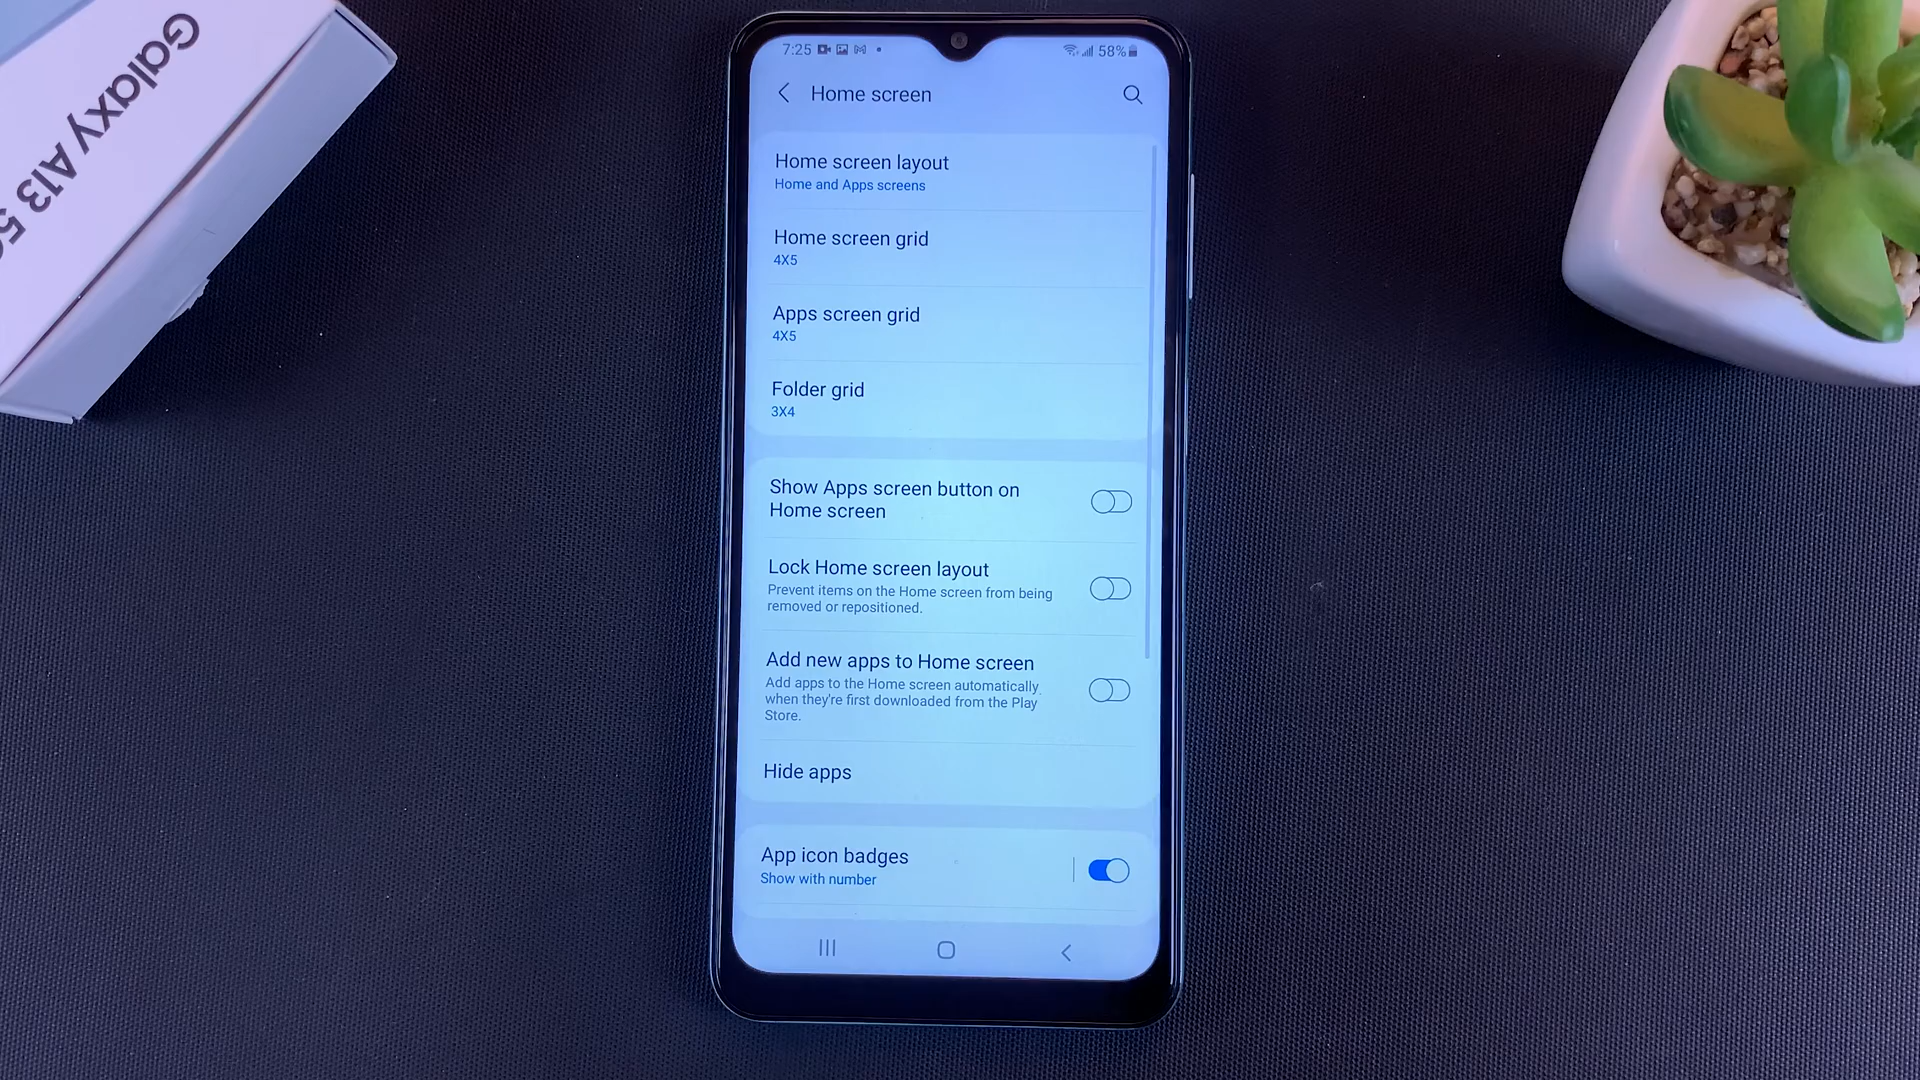 Galaxy A13 5G
7:25
58%
Home screen
Home screen layout
Home and Apps screens
Home screen grid
4X5
Apps screen grid
4X5
Folder grid
3X4
Show Apps screen button on
Home screen
Lock Home screen layout
Prevent items on the Home screen from being
removed or repositioned.
Add new apps to Home screen
Add apps to the Home screen automatically
when they're first downloaded from the Play
Store.
Hide apps
App icon badges
Show with number